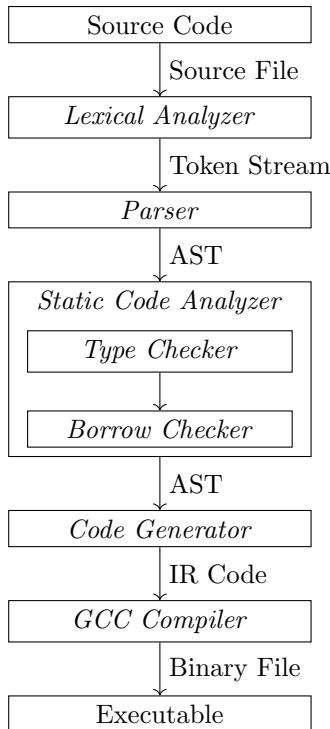 Source Code
Source File
Lexical Analyzer
Token Stream
Parser
AST
Static Code Analyzer
Type Checker
Borrow Checker
AST
Code Generator
IR Code
GCC Compiler
Binary File
Executable